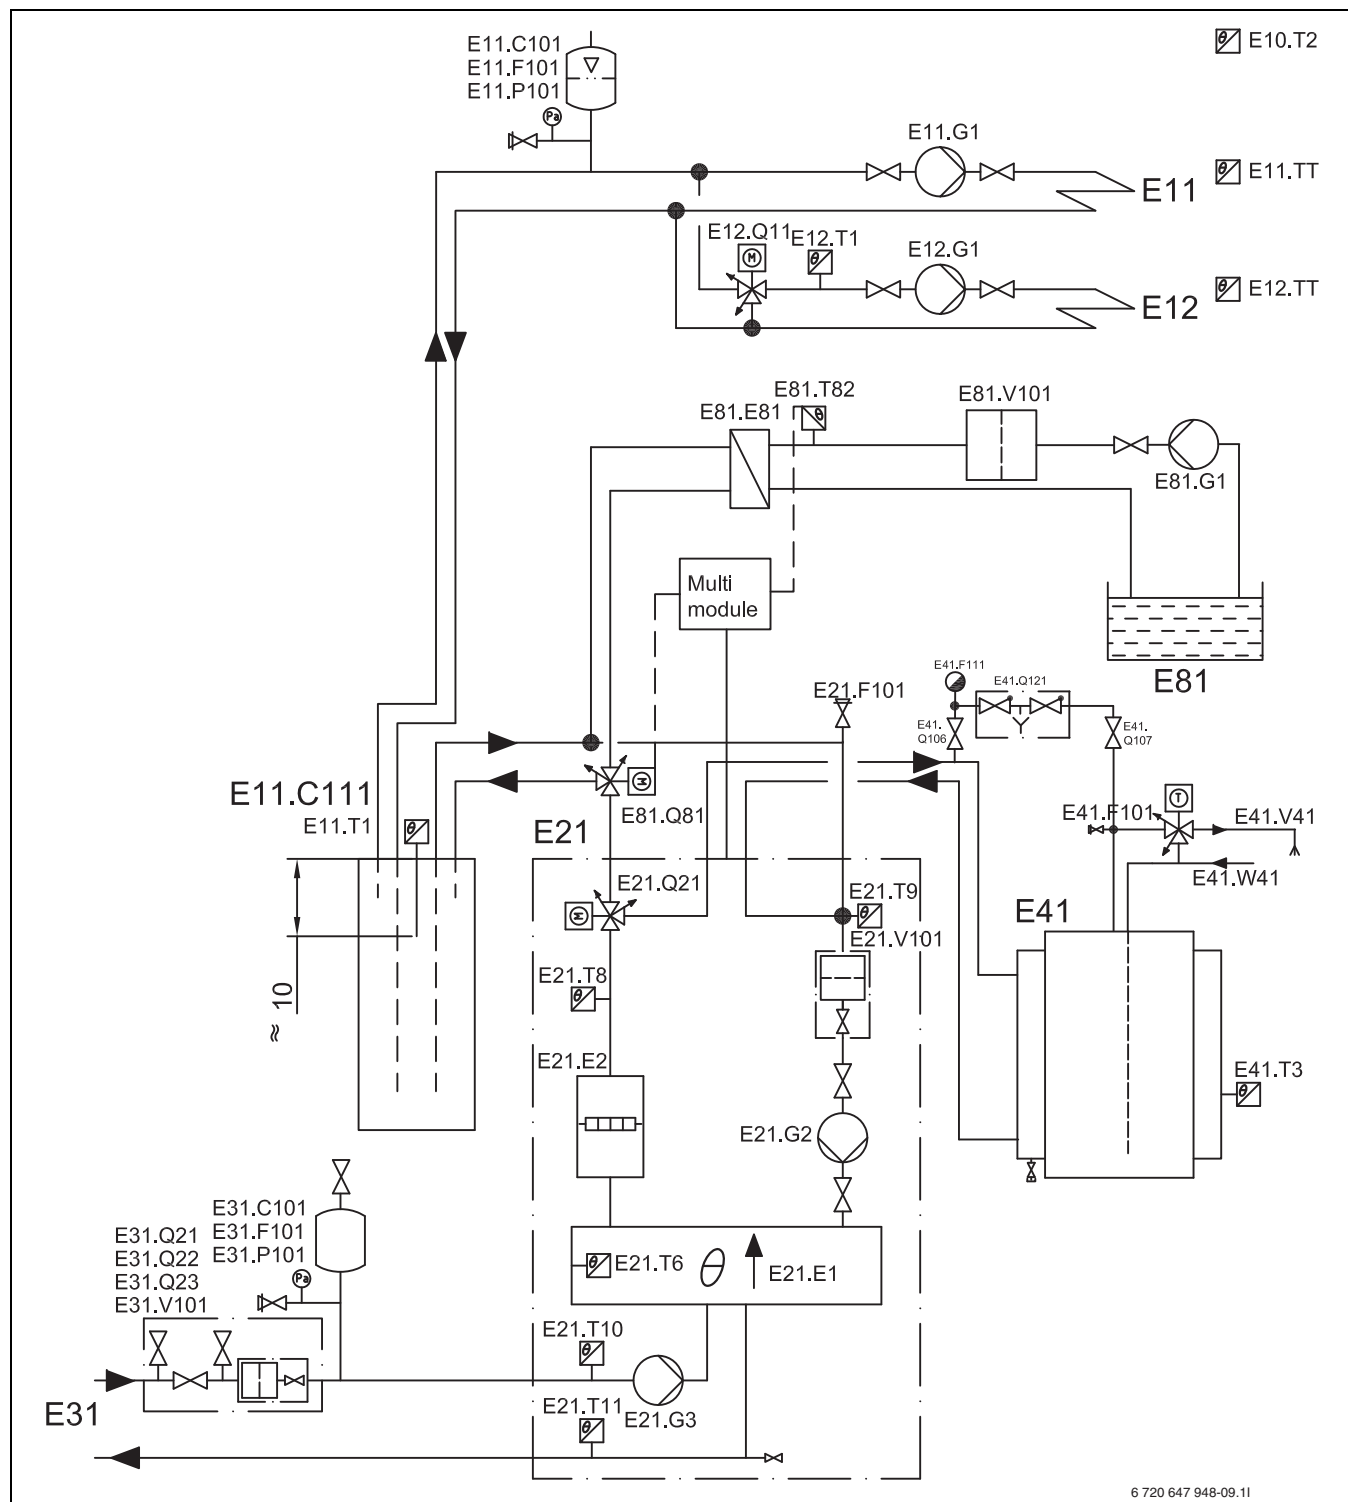 E11.C101
E11.F101
E11.P101
Pa
E10.T2
θ
E11.G1
E11
θ
E11.TT
E12.Q11
M
E12.T1
θ
E12.G1
E12
θ
E12.TT
E81.T82
θ
E81.E81
E81.V101
E81.G1
Multi
module
E81
E41.F111
E41.Q121
E21.F101
E41.
Q106
E41.
Q107
E11.C111
E11.T1
θ
M
E81.Q81
T
E41.F101
E41.V41
E41.W41
E21
E21.Q21
M
E21.T9
θ
E21.V101
E41
E21.T8
θ
≈ 10
E21.E2
E41.T3
θ
E21.G2
E31.C101
E31.F101
E31.P101
Pa
E31.Q21
E31.Q22
E31.Q23
E31.V101
θ
E21.T6
E21.E1
E21.T10
θ
E31
E21.T11
θ
E21.G3
6 720 647 948-09.1I